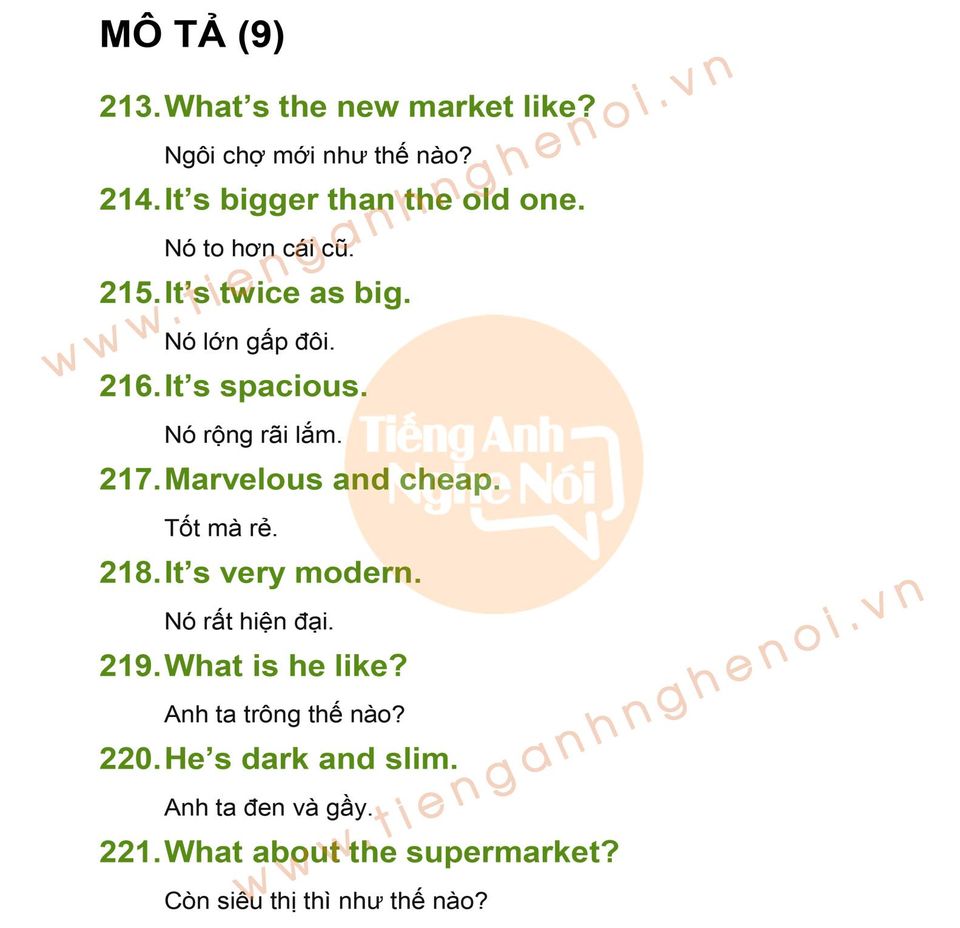 MÔ TẢ (9)
213. What’s the new market like?
Ngôi chợ mới như thế nào?
214. It’s bigger than the old one.
Nó to hơn cái cũ.
215. It’s twice as big.
Nó lớn gấp đôi.
216. It’s spacious.
Nó rộng rãi lắm.
217. Marvelous and cheap.
Tốt mà rẻ.
218. It’s very modern.
Nó rất hiện đại.
219. What is he like?
Anh ta trông thế nào?
220. He’s dark and slim.
Anh ta đen và gầy.
221. What about the supermarket?
Còn siêu thị thì như thế nào?
www.tienganhnghenoi.vn
Tiếng Anh
Nghe Nói
www.tienganhnghenoi.vn